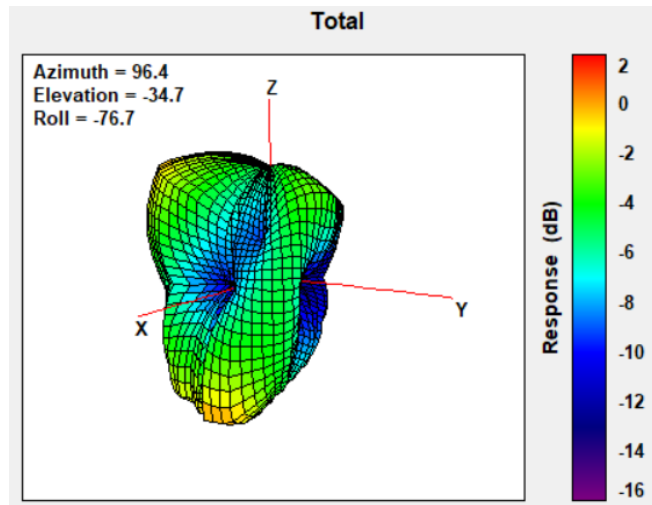 Total
Azimuth = 96.4
Elevation = -34.7
Roll = -76.7
Z
X
Y
2
0
-2
-4
-6
-8
-10
-12
-14
-16
Response (dB)